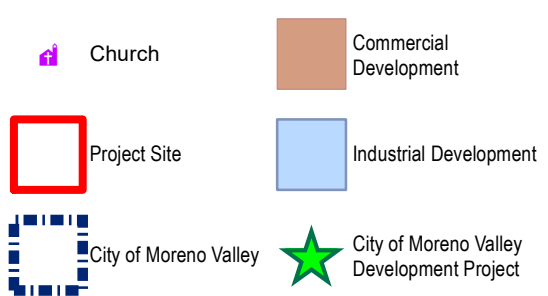 Church
Commercial
Development
Project Site
Industrial Development
City of Moreno Valley
City of Moreno Valley
Development Project